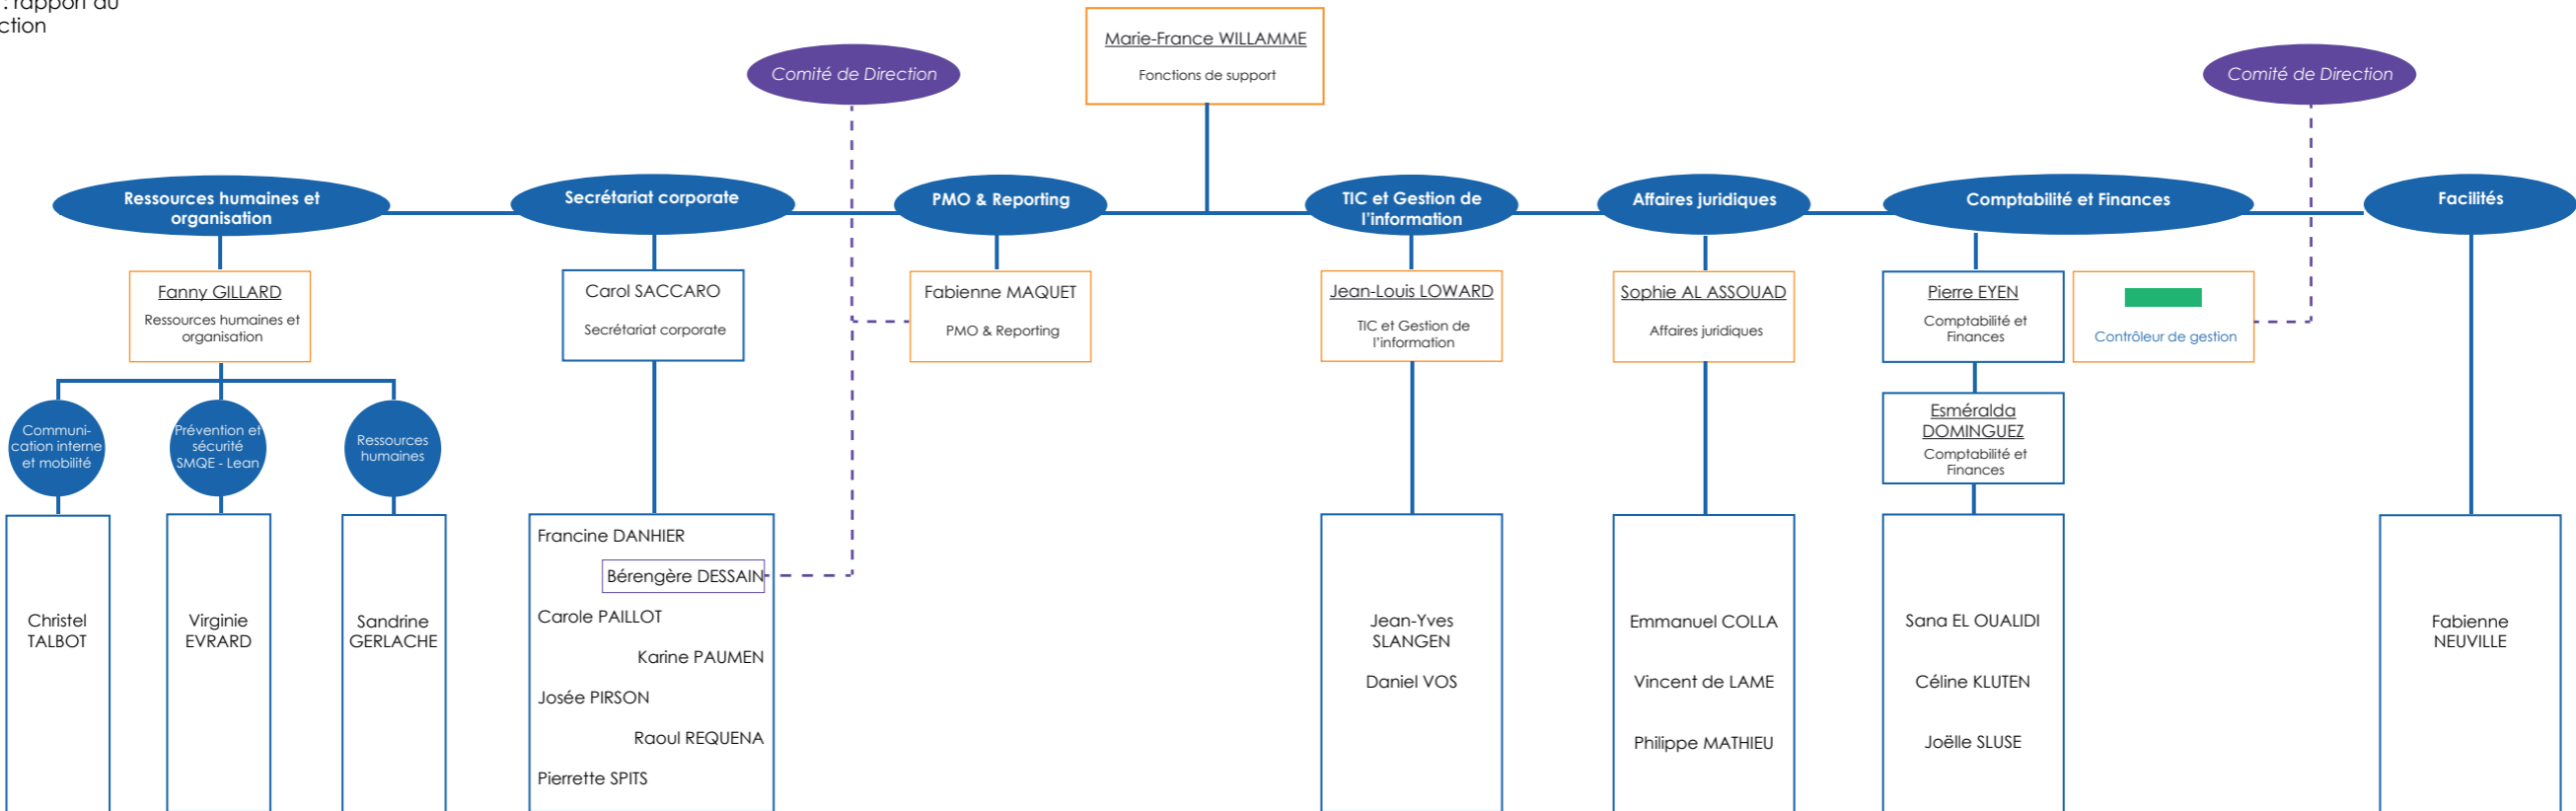 : rapport au
ction
Marie-France WILLAMME
Fonctions de support
Comité de Direction
Comité de Direction
Ressources humaines et
organisation
Secrétariat corporate
PMO & Reporting
TIC et Gestion de
l'information
Affaires juridiques
Comptabilité et Finances
Facilités
Fanny GILLARD
Ressources humaines et
organisation
Carol SACCARO
Secrétariat corporate
Fabienne MAQUET
PMO & Reporting
Jean-Louis LOWARD
TIC et Gestion de
l'information
Sophie AL ASSOUAD
Affaires juridiques
Pierre EYEN
Comptabilité et
Finances
Contrôleur de gestion
Esméralda
DOMINGUEZ
Comptabilité et
Finances
Communi-
cation interne
et mobilité
Prévention et
sécurité
SMQE - Lean
Ressources
humaines
Christel
TALBOT
Virginie
EVRARD
Sandrine
GERLACHE
Francine DANHIER
Bérengère DESSAIN
Carole PAILLOT
Karine PAUMEN
Josée PIRSON
Raoul REQUENA
Pierrette SPITS
Jean-Yves
SLANGEN
Daniel VOS
Emmanuel COLLA
Vincent de LAME
Philippe MATHIEU
Sana EL OUALIDI
Céline KLUTEN
Joëlle SLUSE
Fabienne
NEUVILLE